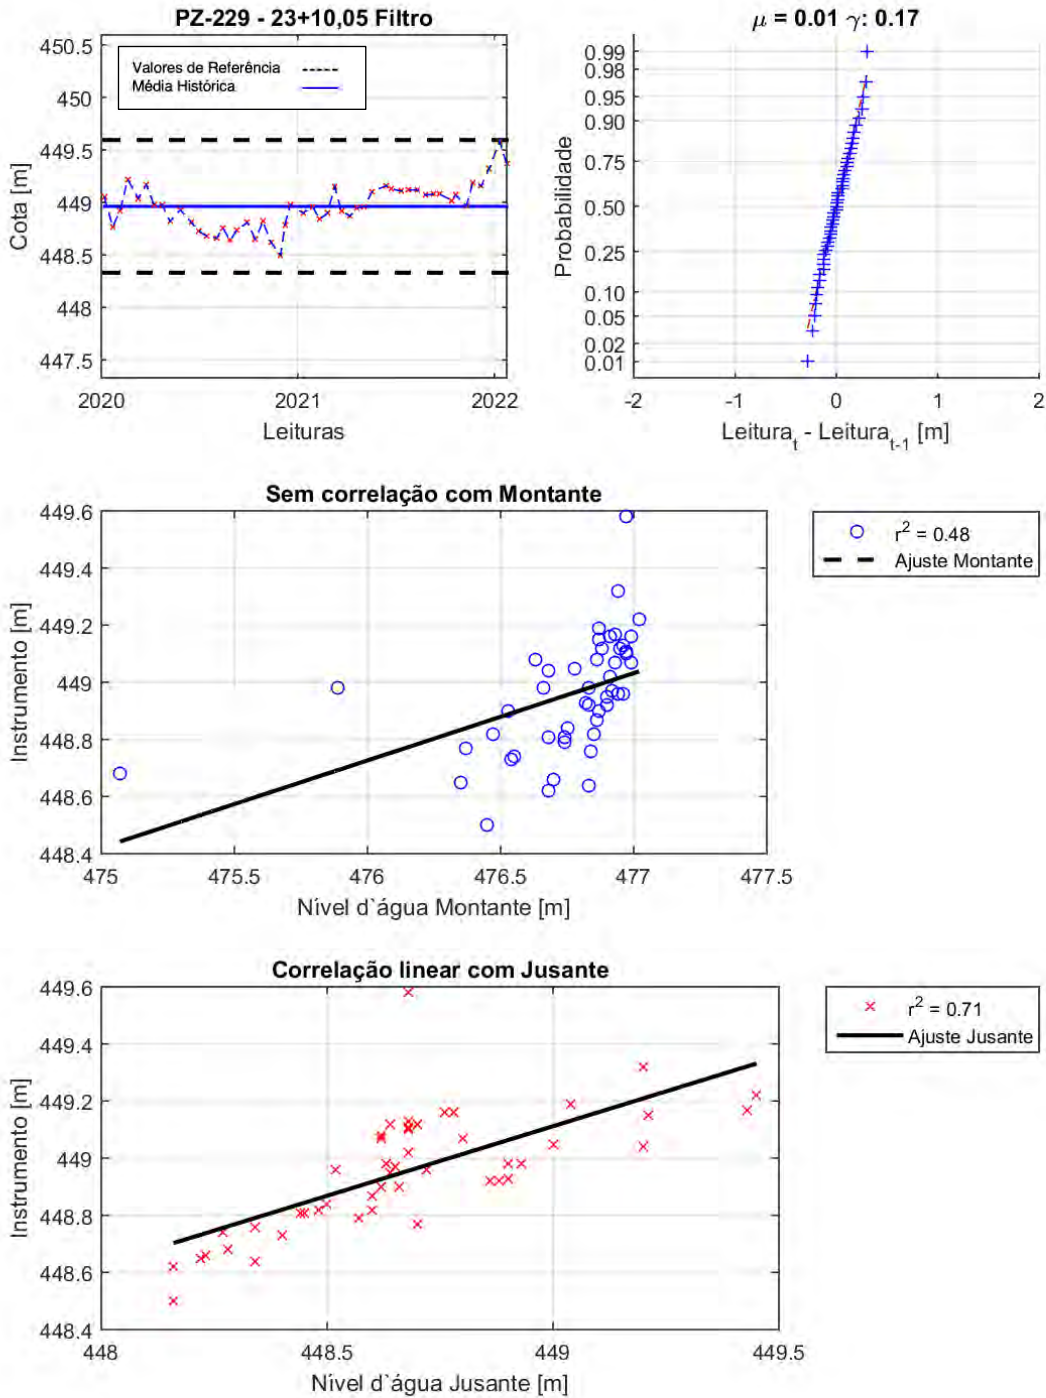 PZ-229 - 23+10,05 Filtro
450.5
450
449.5
449
448.5
448
447.5
Cota [m]
Valores de Referência
Média Histórica
2020
2021
2022
Leituras
μ = 0.01 γ: 0.17
0.99
0.98
0.95
0.90
0.75
0.50
0.25
0.10
0.05
0.02
0.01
Probabilidade
-2
-1
0
1
2
Leitura_t - Leitura_t-1 [m]
Sem correlação com Montante
449.6
449.4
449.2
449
448.8
448.6
448.4
Instrumento [m]
475
475.5
476
476.5
477
477.5
Nível d`água Montante [m]
r² = 0.48
Ajuste Montante
Correlação linear com Jusante
449.6
449.4
449.2
449
448.8
448.6
448.4
Instrumento [m]
448
448.5
449
449.5
Nível d`água Jusante [m]
r² = 0.71
Ajuste Jusante